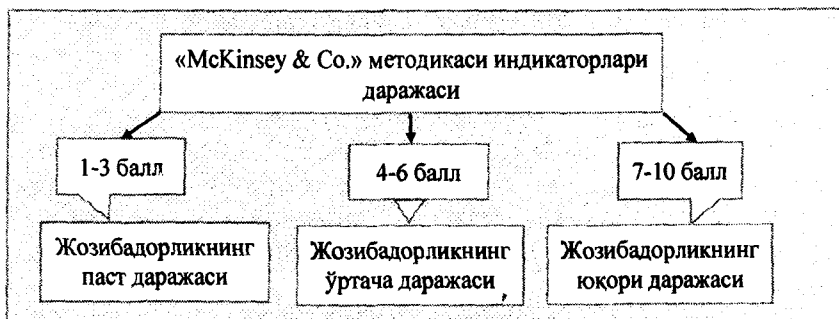 «McKinsey & Co.» методикаси индикаторлари
даражаси
1-3 балл
4-6 балл
7-10 балл
Жозибадорликнинг
паст даражаси
Жозибадорликнинг
ўртача даражаси
Жозибадорликнинг
юқори даражаси